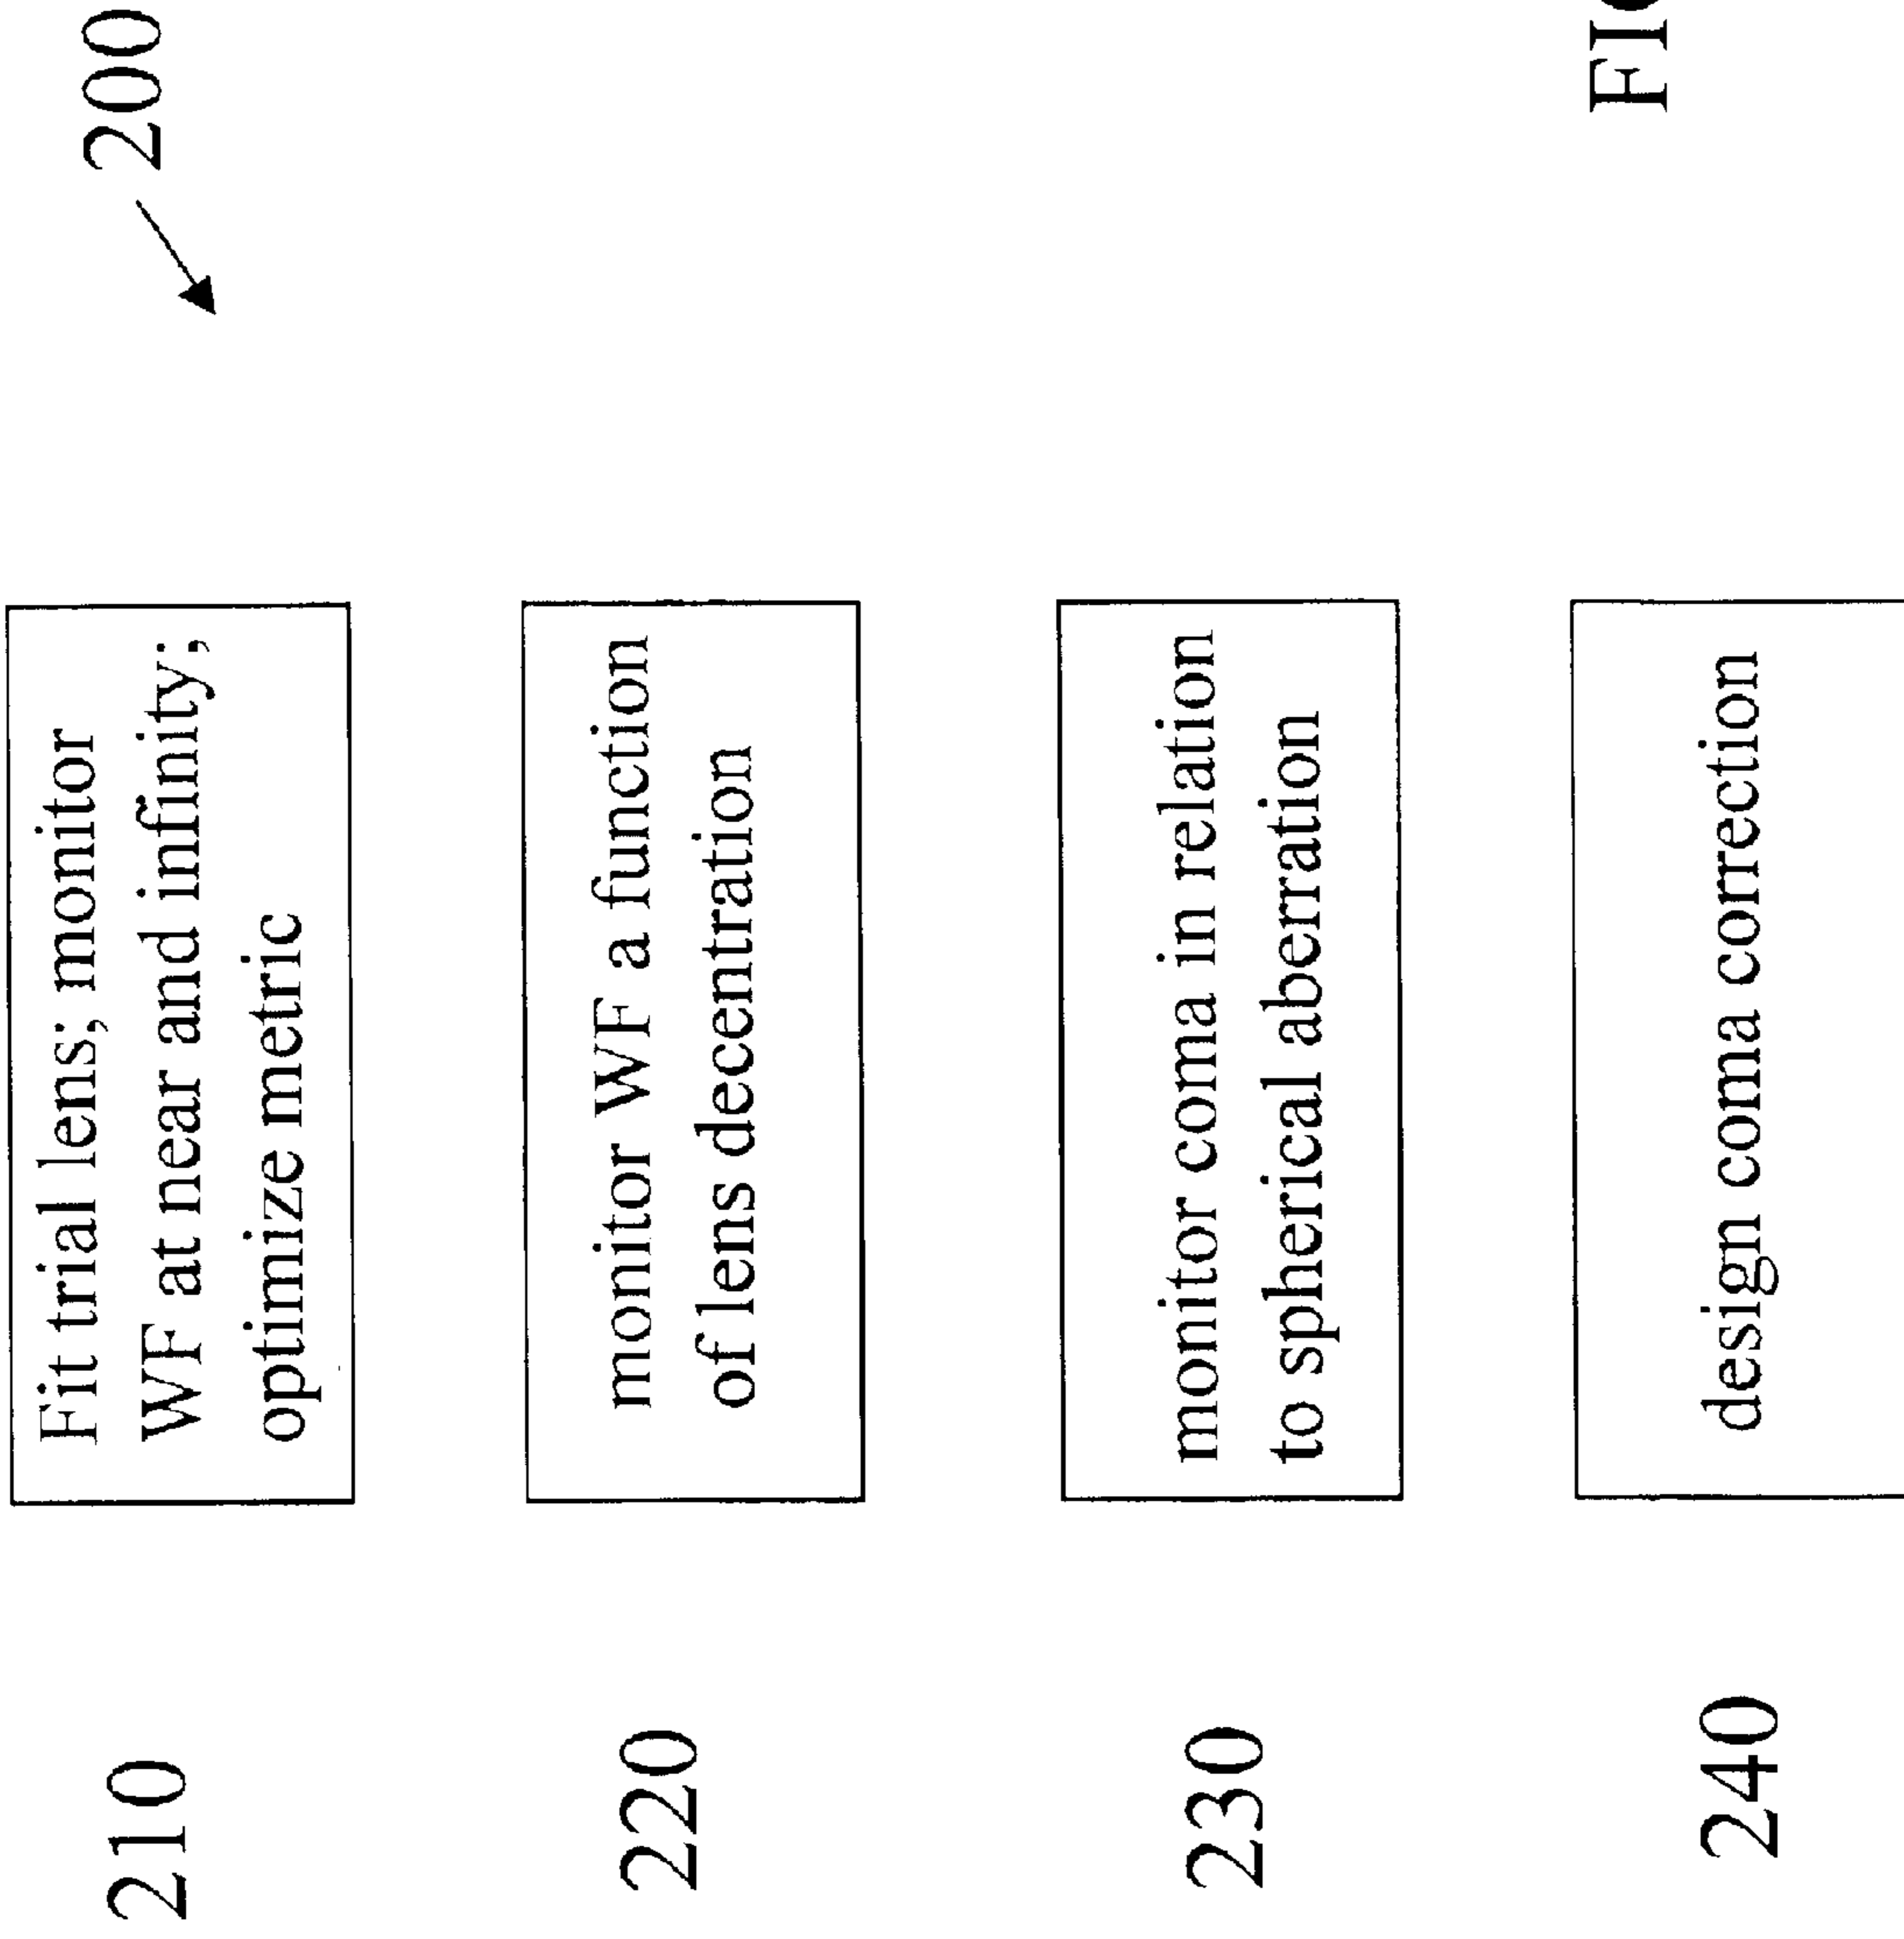 200
210
Fit trial lens; monitor
WF at near and infinity;
optimize metric
220
monitor WF a function
of lens decentration
230
monitor coma in relation
to spherical aberration
240
design coma correction